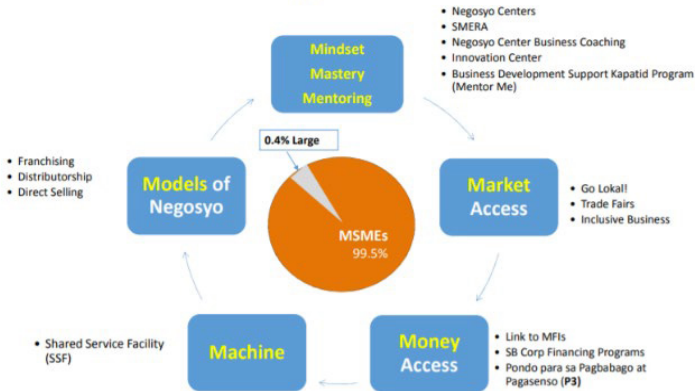 • Negosyo Centers
• SMERA
• Negosyo Center Business Coaching
• Innovation Center
• Business Development Support Kapatid Program
(Mentor Me)
Mindset
Mastery
Mentoring
0.4% Large
• Franchising
• Distributorship
• Direct Selling
Models of
Negosyo
Market
Access
• Go Lokal!
• Trade Fairs
• Inclusive Business
MSMEs
99.5%
• Shared Service Facility
(SSF)
Machine
Money
Access
• Link to MFIs
• SB Corp Financing Programs
• Pondo para sa Pagbabago at
Pagasenso (P3)